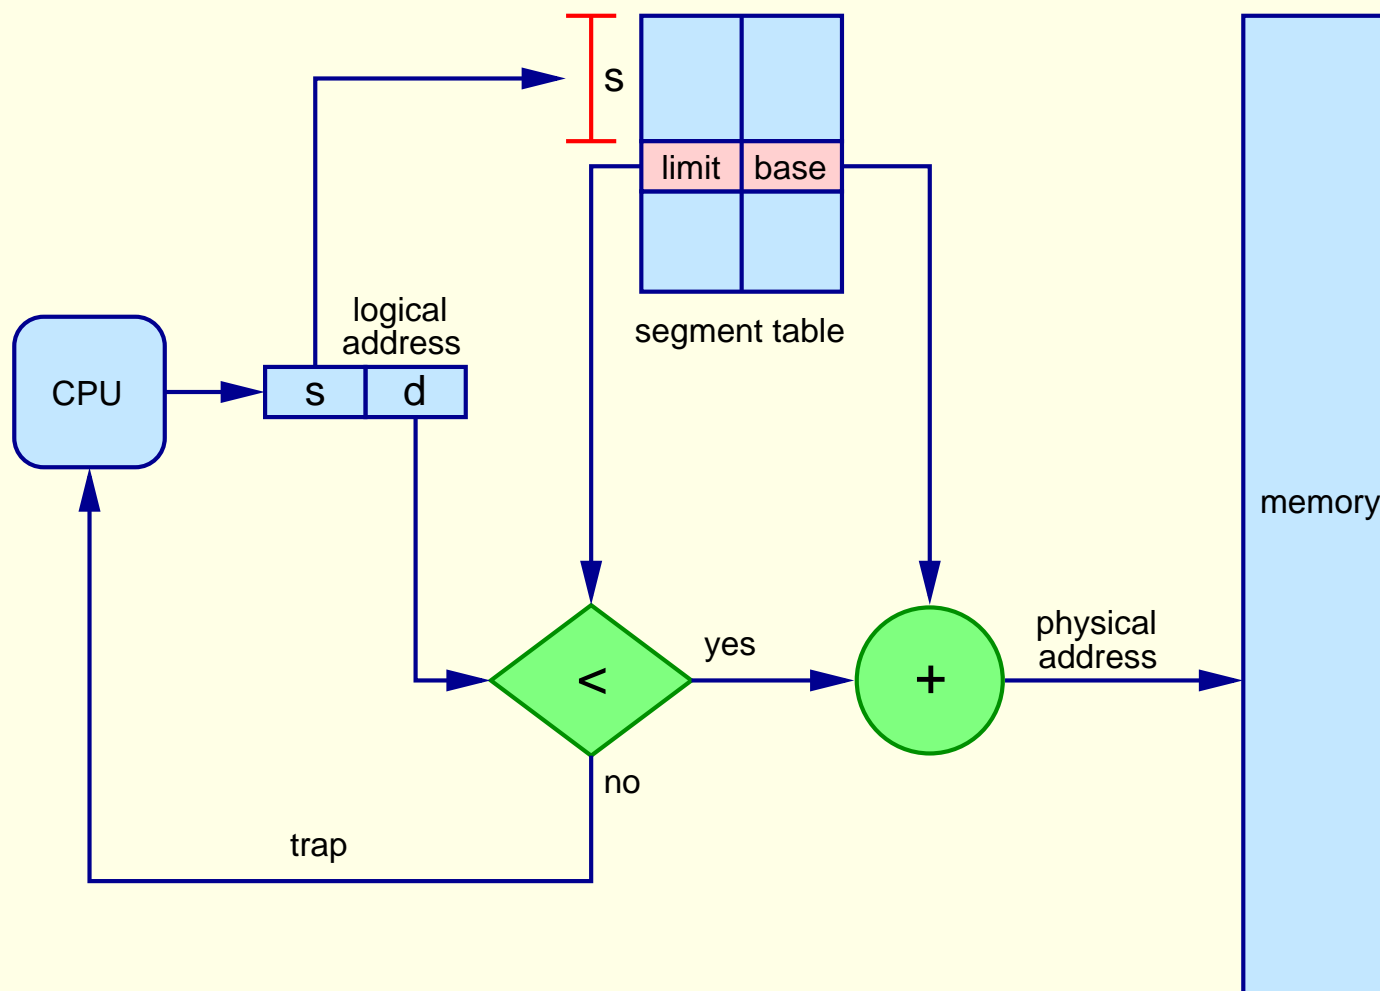 s
limit base
logical
address
segment table
CPU
s d
memory
<
yes
+
physical
address
no
trap